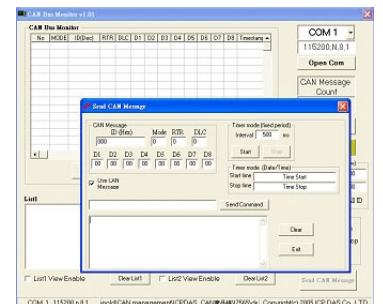 CAN Bus Monitor v1.01
CAN Bus Monitor
No MODE ID(Dec) RTR DLC D1 D2 D3 D4 D5 D6 D7 D8 Timestamp
COM 1
115200,N,8,1
Open Com
CAN Message
Count
Send CAN Message
CAN Message
ID (Hex) Mode RTR DLC
000 0 0 0
D1 D2 D3 D4 D5 D6 D7 D8
00 00 00 00 00 00 00 00
Use CAN
Message
Timer mode (fixed period)
Interval 500 ms
Start Stop
Timer mode (Date/Time)
Start time Time Start
Stop time Time Stop
Send Command
Clear
Exit
List1
List1 View Enable Clear List1 List2 View Enable Clear List2 Send CAN Message
COM 1, 115200,n,8,1 Copyright(c) 2005 ICP DAS Co., LTD